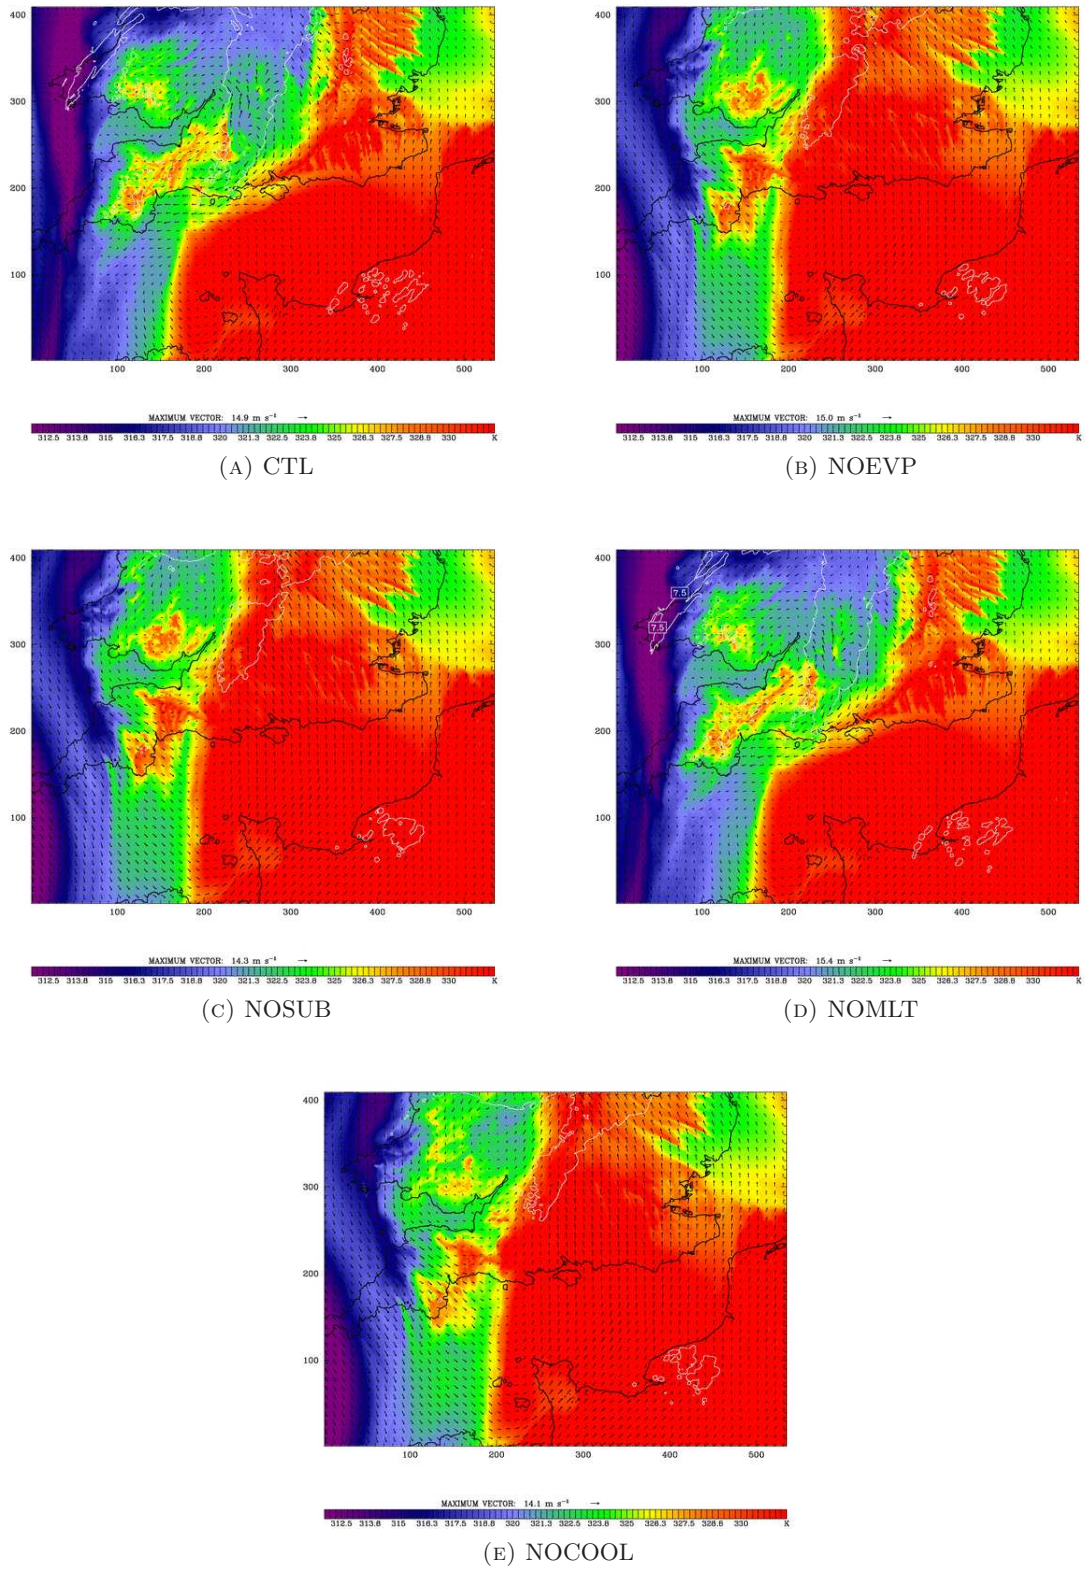 400
300
200
100
100 200 300 400 500
MAXIMUM VECTOR: 14.9 m s⁻¹ →
312.5 313.8 315 316.3 317.5 318.8 320 321.3 322.5 323.8 325 326.3 327.5 328.8 330 K
(A) CTL
400
300
200
100
100 200 300 400 500
MAXIMUM VECTOR: 15.0 m s⁻¹ →
312.5 313.8 315 316.3 317.5 318.8 320 321.3 322.5 323.8 325 326.3 327.5 328.8 330 K
(B) NOEVP
400
300
200
100
100 200 300 400 500
MAXIMUM VECTOR: 14.3 m s⁻¹ →
312.5 313.8 315 316.3 317.5 318.8 320 321.3 322.5 323.8 325 326.3 327.5 328.8 330 K
(C) NOSUB
400
7.5
7.5
300
200
100
100 200 300 400 500
MAXIMUM VECTOR: 15.4 m s⁻¹ →
312.5 313.8 315 316.3 317.5 318.8 320 321.3 322.5 323.8 325 326.3 327.5 328.8 330 K
(D) NOMLT
400
300
200
100
100 200 300 400 500
MAXIMUM VECTOR: 14.1 m s⁻¹ →
312.5 313.8 315 316.3 317.5 318.8 320 321.3 322.5 323.8 325 326.3 327.5 328.8 330 K
(E) NOCOOL